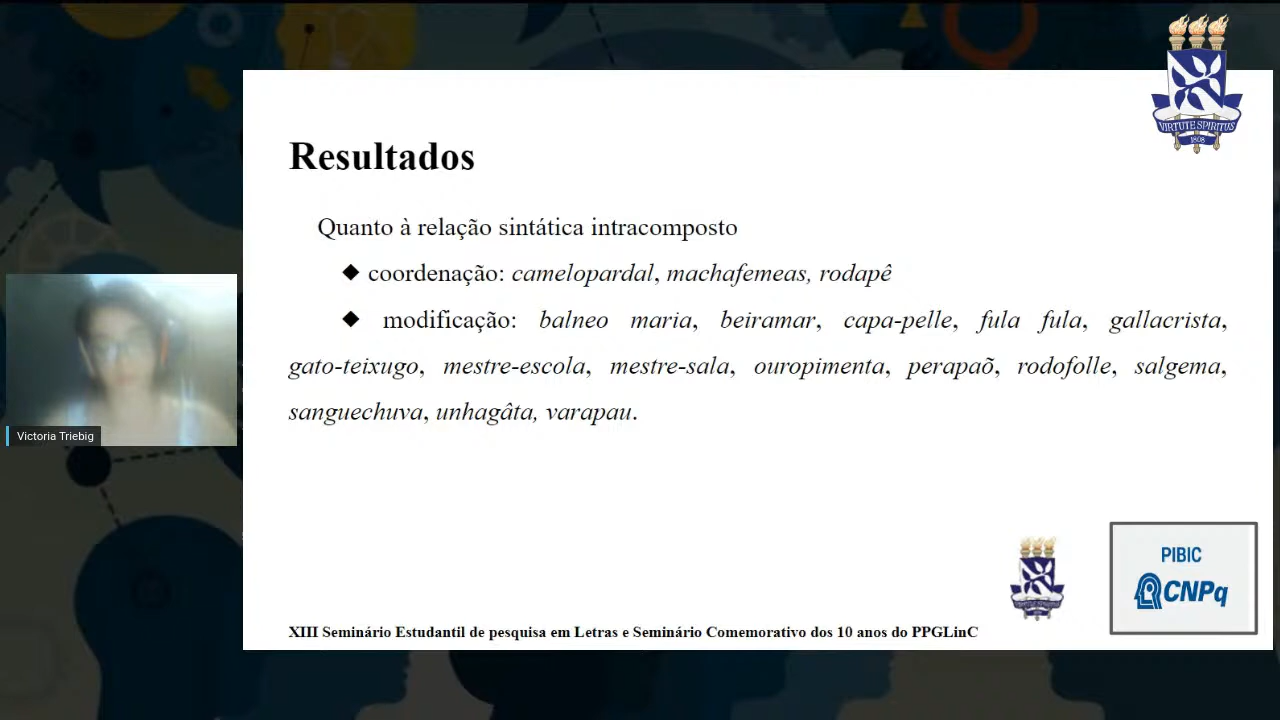 VIRTUTE SPIRITUS
1808
Resultados
Quanto à relação sintática intracomposto
◆ coordenação: camelopardal, machafemeas, rodapê
◆ modificação: balneo maria, beiramar, capa-pelle, fula fula, gallacrista,
gato-teixugo, mestre-escola, mestre-sala, ouropimenta, perapaõ, rodofolle, salgema,
sanguechuva, unhagâta, varapau.
Victoria Triebig
PIBIC
CNPq
XIII Seminário Estudantil de pesquisa em Letras e Seminário Comemorativo dos 10 anos do PPGLinC